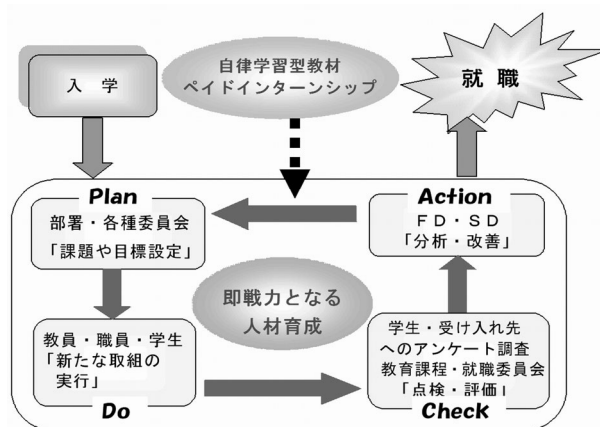 入学
自律学習型教材
ペイドインターンシップ
就職
Plan
部署・各種委員会
「課題や目標設定」
Action
FD・SD
「分析・改善」
即戦力となる
人材育成
教員・職員・学生
「新たな取組の
実行」
Do
学生・受け入れ先
へのアンケート調査
教育課程・就職委員会
「点検・評価」
Check